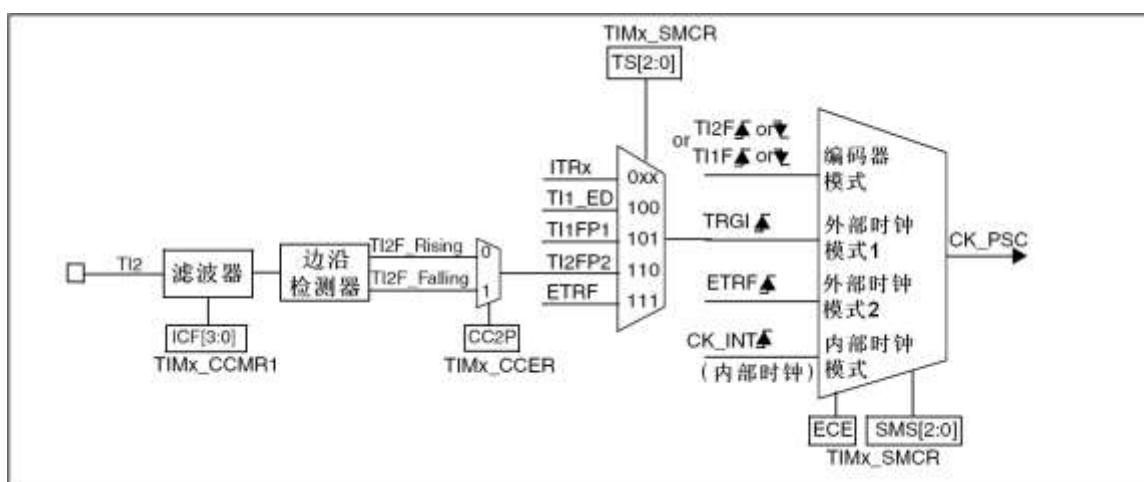 TIMx_SMCR
TS[2:0]
TI2F or
or
TI1F or
编码器
模式
ITRx
0xx
TI1_ED
100
TI1FP1
101
TRGI
外部时钟
模式1
CK_PSC
TI2
滤波器
边沿
检测器
TI2F_Rising
0
TI2F_Falling
1
TI2FP2
110
ETRF
111
ETRF
外部时钟
模式2
ICF[3:0]
TIMx_CCMR1
CC2P
TIMx_CCER
CK_INT
(内部时钟)
内部时钟
模式
ECE
SMS[2:0]
TIMx_SMCR